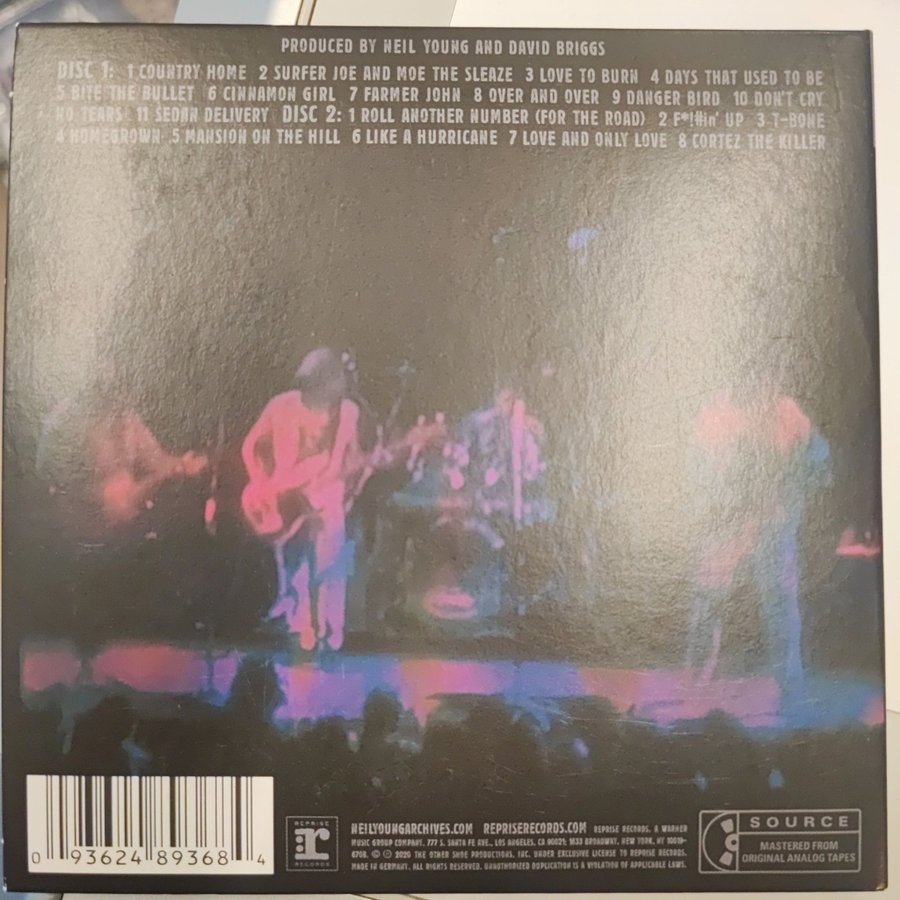 PRODUCED BY NEIL YOUNG AND DAVID BRIGGS
DISC 1: 1 COUNTRY HOME 2 SURFER JOE AND MOE THE SLEAZE 3 LOVE TO BURN 4 DAYS THAT USED TO BE
5 BITE THE BULLET 6 CINNAMON GIRL 7 FARMER JOHN 8 OVER AND OVER 9 DANGER BIRD 10 DON'T CRY
NO TEARS 11 SEDAN DELIVERY DISC 2: 1 ROLL ANOTHER NUMBER (FOR THE ROAD) 2 F*!#in' UP 3 T-BONE
4 HOMEGROWN 5 MANSION ON THE HILL 6 LIKE A HURRICANE 7 LOVE AND ONLY LOVE 8 CORTEZ THE KILLER
0 93624 89368 4
REPRISE
r
RECORDS
NEILYOUNGARCHIVES.COM REPRISERECORDS.COM REPRISE RECORDS. A WARNER
MUSIC GROUP COMPANY. 777 S. SANTA FE AVE., LOS ANGELES, CA 90021; 1633 BROADWAY, NEW YORK, NY 10019-
6708. © 2020 THE OTHER SHOE PRODUCTIONS, INC. UNDER EXCLUSIVE LICENSE TO REPRISE RECORDS.
MADE IN GERMANY. ALL RIGHTS RESERVED. UNAUTHORIZED DUPLICATION IS A VIOLATION OF APPLICABLE LAWS.
SOURCE
MASTERED FROM
ORIGINAL ANALOG TAPES